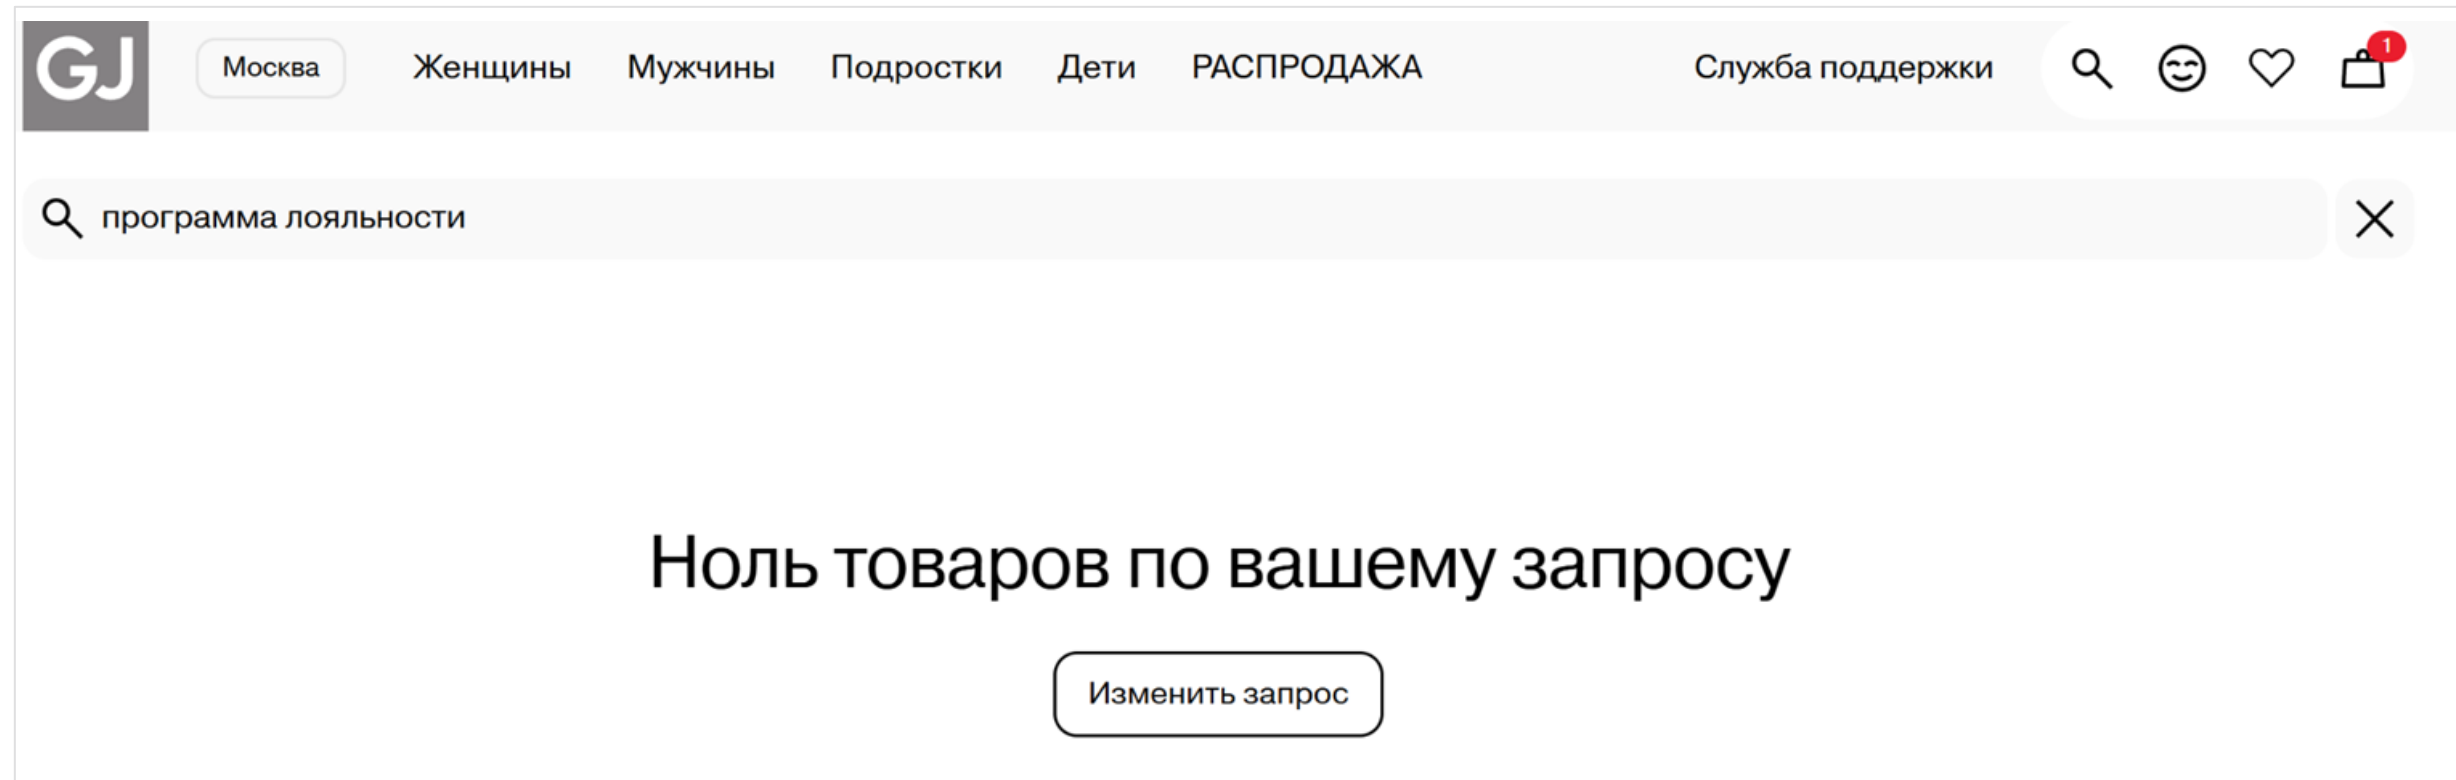 GJ Москва Женщины Мужчины Подростки Дети РАСПРОДАЖА Служба поддержки 1
программа лояльности
Ноль товаров по вашему запросу
Изменить запрос